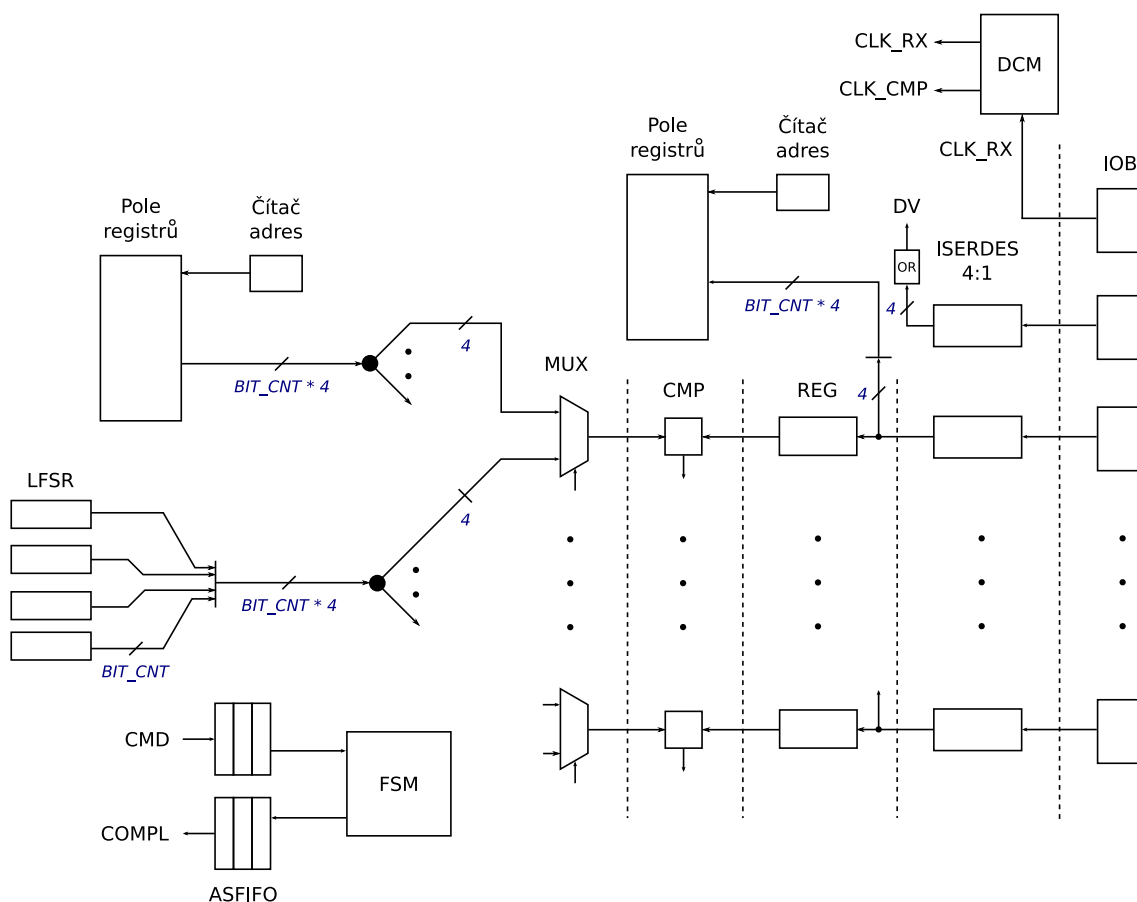 CLK_RX
DCM
CLK_CMP
Pole
registrů
Čítač
adres
CLK_RX
IOB
Pole
registrů
Čítač
adres
DV
ISERDES
4:1
OR
BIT_CNT * 4
4
4
BIT_CNT * 4
MUX
4
CMP
REG
LFSR
4
BIT_CNT * 4
BIT_CNT
CMD
FSM
COMPL
ASFIFO